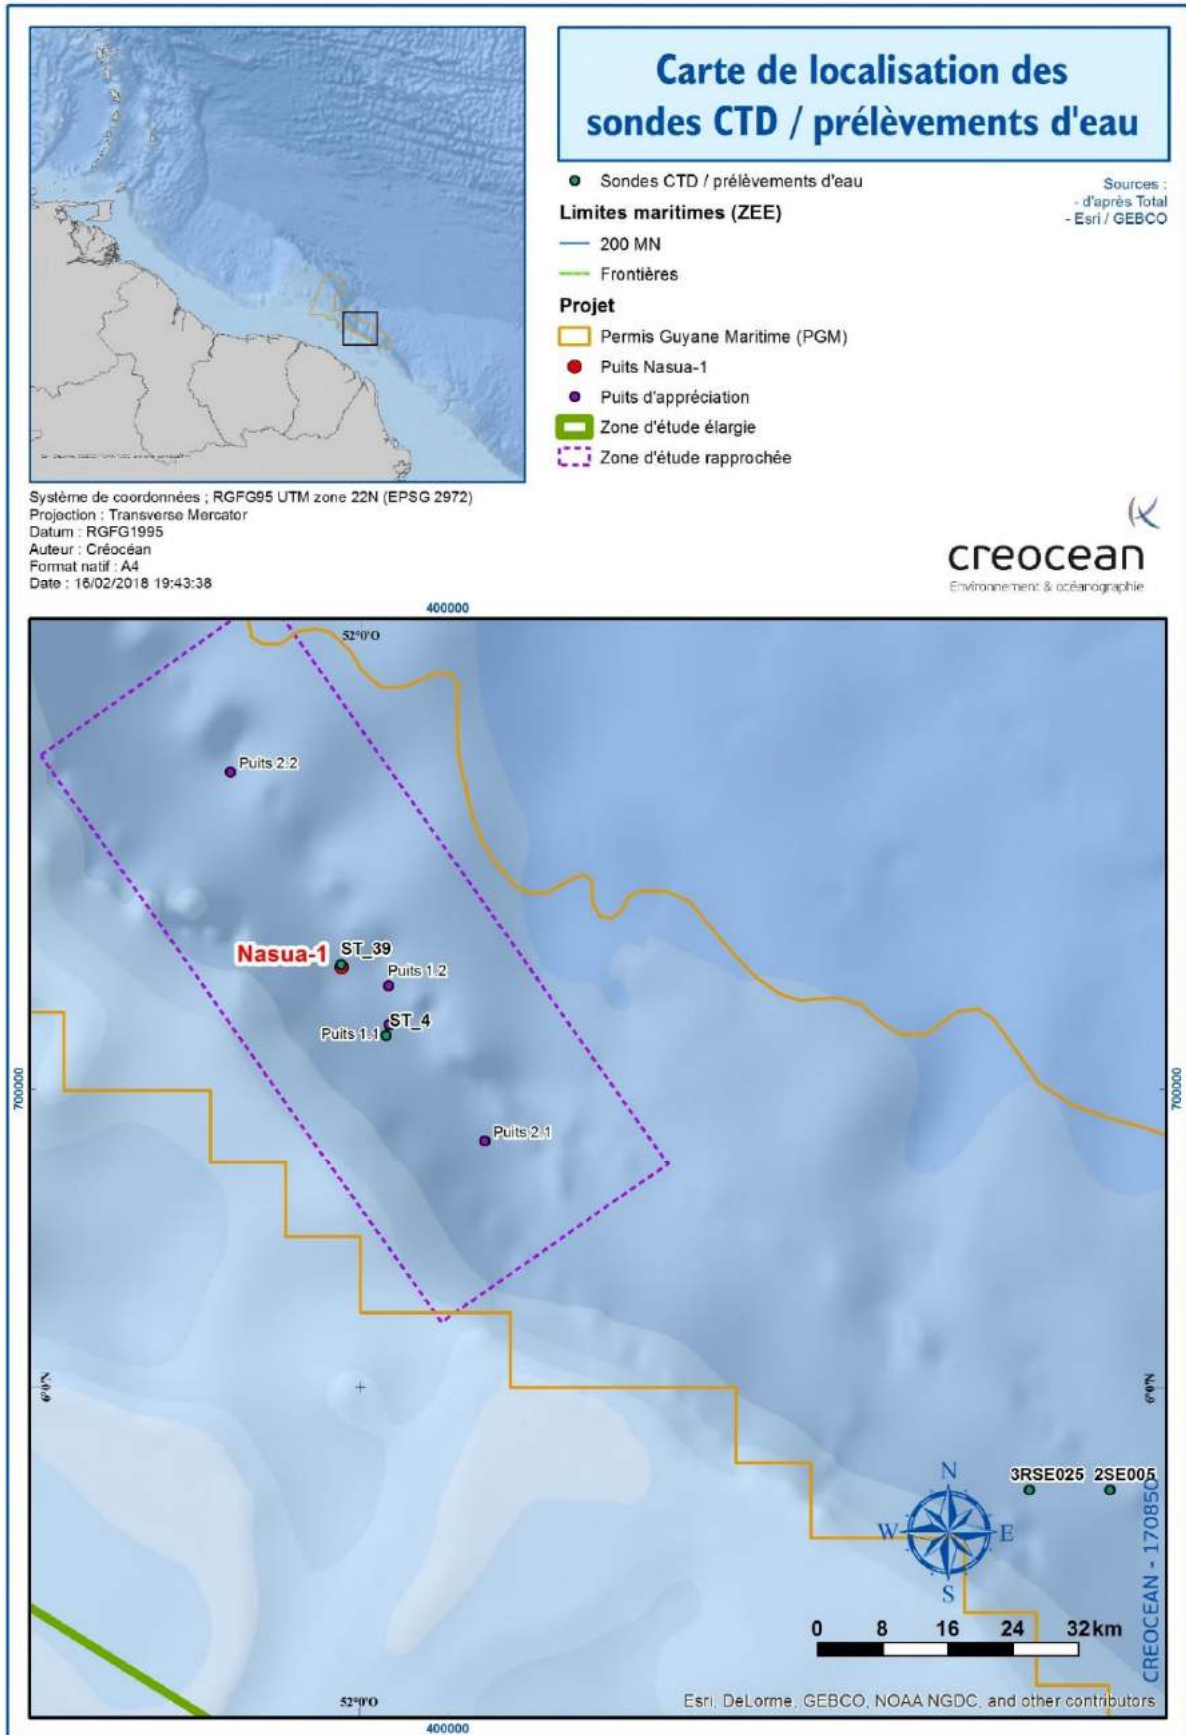 Carte de localisation des
sondes CTD / prélèvements d'eau
Sondes CTD / prélèvements d'eau
Limites maritimes (ZEE)
200 MN
Frontières
Projet
Permis Guyane Maritime (PGM)
Puits Nasua-1
Puits d'appréciation
Zone d'étude élargie
Zone d'étude rapprochée
Sources :
- d'après Total
- Esri / GEBCO
Système de coordonnées ; RGFG95 UTM zone 22N (EPSG 2972)
Projection : Transverse Mercator
Datum : RGFG1995
Auteur : Créocéan
Format natif : A4
Date : 16/02/2018 19:43:38
creocean
Environnement & océanographie
400000
52°0'O
Puits 2.2
Nasua-1
ST_39
Puits 1.2
ST_4
Puits 1.1
700000
700000
Puits 2.1
6°0'N
6°0'N
3RSE025
2SE005
N
W
E
S
0 8 16 24 32 km
CREOCEAN - 170850
52°0'O
Esri, DeLorme, GEBCO, NOAA NGDC, and other contributors
400000